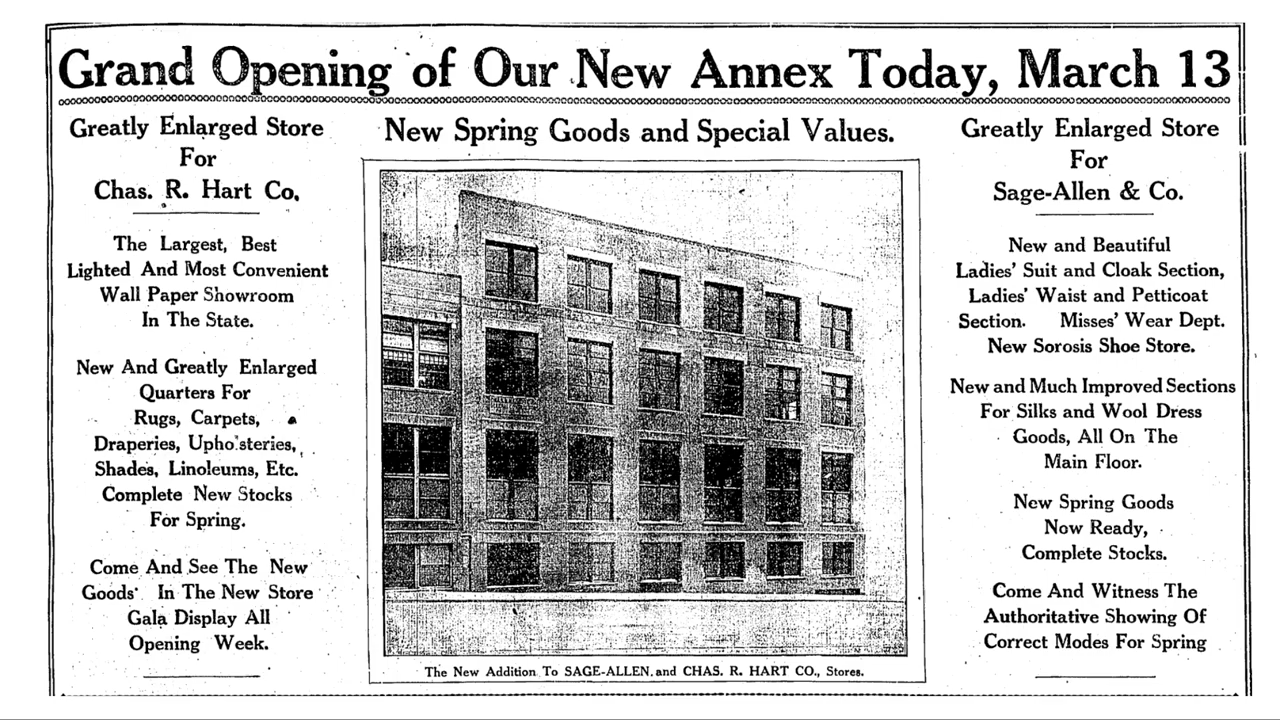 Grand Opening of Our New Annex Today, March 13
Greatly Enlarged Store
For
Chas. R. Hart Co.
The Largest, Best
Lighted And Most Convenient
Wall Paper Showroom
In The State.
New And Greatly Enlarged
Quarters For
Rugs, Carpets,
Draperies, Upholsteries,
Shades, Linoleums, Etc.
Complete New Stocks
For Spring.
Come And See The New
Goods In The New Store
Gala Display All
Opening Week.
New Spring Goods and Special Values.
The New Addition To SAGE-ALLEN and CHAS. R. HART CO., Stores.
Greatly Enlarged Store
For
Sage-Allen & Co.
New and Beautiful
Ladies' Suit and Cloak Section,
Ladies' Waist and Petticoat
Section. Misses' Wear Dept.
New Sorosis Shoe Store.
New and Much Improved Sections
For Silks and Wool Dress
Goods, All On The
Main Floor.
New Spring Goods
Now Ready,
Complete Stocks.
Come And Witness The
Authoritative Showing Of
Correct Modes For Spring